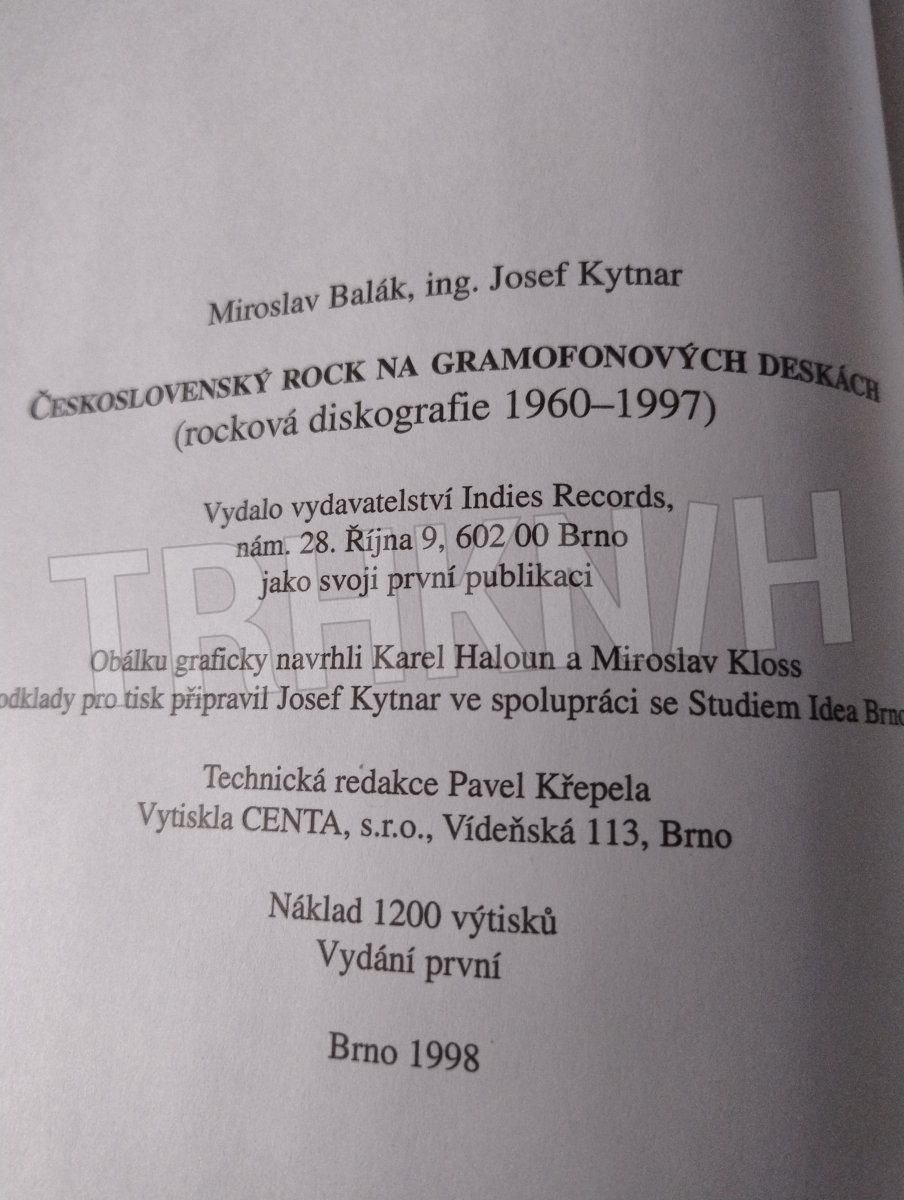 Miroslav Balák, ing. Josef Kytnar
ČESKOSLOVENSKÝ ROCK NA GRAMOFONOVÝCH DESKÁCH
(rocková diskografie 1960–1997)
Vydalo vydavatelství Indies Records,
nám. 28. Října 9, 602 00 Brno
jako svoji první publikaci
TRHKNIH
Obálku graficky navrhli Karel Haloun a Miroslav Kloss
odklady pro tisk připravil Josef Kytnar ve spolupráci se Studiem Idea Brno
Technická redakce Pavel Křepela
Vytiskla CENTA, s.r.o., Vídeňská 113, Brno
Náklad 1200 výtisků
Vydání první
Brno 1998